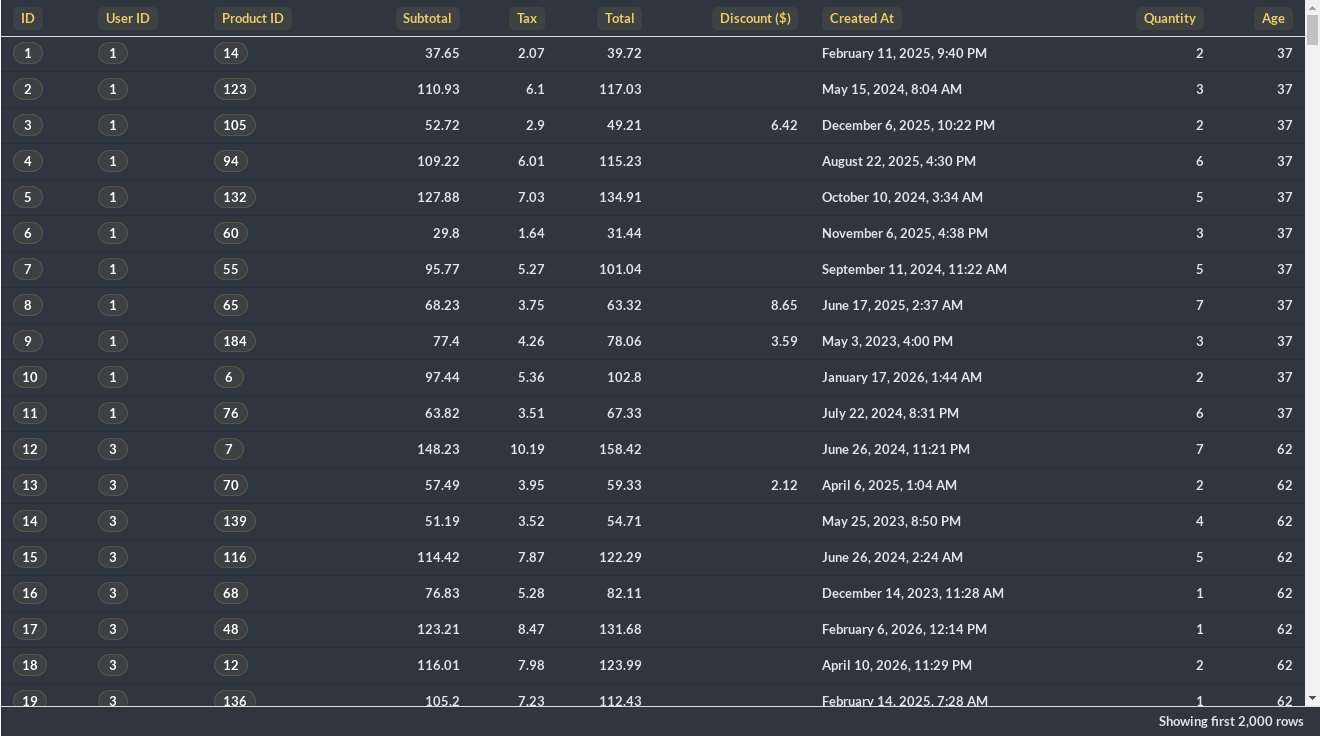 ID User ID Product ID Subtotal Tax Total Discount ($) Created At Quantity Age
1 1 14 37.65 2.07 39.72 February 11, 2025, 9:40 PM 2 37
2 1 123 110.93 6.1 117.03 May 15, 2024, 8:04 AM 3 37
3 1 105 52.72 2.9 49.21 6.42 December 6, 2025, 10:22 PM 2 37
4 1 94 109.22 6.01 115.23 August 22, 2025, 4:30 PM 6 37
5 1 132 127.88 7.03 134.91 October 10, 2024, 3:34 AM 5 37
6 1 60 29.8 1.64 31.44 November 6, 2025, 4:38 PM 3 37
7 1 55 95.77 5.27 101.04 September 11, 2024, 11:22 AM 5 37
8 1 65 68.23 3.75 63.32 8.65 June 17, 2025, 2:37 AM 7 37
9 1 184 77.4 4.26 78.06 3.59 May 3, 2023, 4:00 PM 3 37
10 1 6 97.44 5.36 102.8 January 17, 2026, 1:44 AM 2 37
11 1 76 63.82 3.51 67.33 July 22, 2024, 8:31 PM 6 37
12 3 7 148.23 10.19 158.42 June 26, 2024, 11:21 PM 7 62
13 3 70 57.49 3.95 59.33 2.12 April 6, 2025, 1:04 AM 2 62
14 3 139 51.19 3.52 54.71 May 25, 2023, 8:50 PM 4 62
15 3 116 114.42 7.87 122.29 June 26, 2024, 2:24 AM 5 62
16 3 68 76.83 5.28 82.11 December 14, 2023, 11:28 AM 1 62
17 3 48 123.21 8.47 131.68 February 6, 2026, 12:14 PM 1 62
18 3 12 116.01 7.98 123.99 April 10, 2026, 11:29 PM 2 62
19 3 136 105.2 7.23 112.43 February 14, 2025, 7:28 AM 1 62
Showing first 2,000 rows